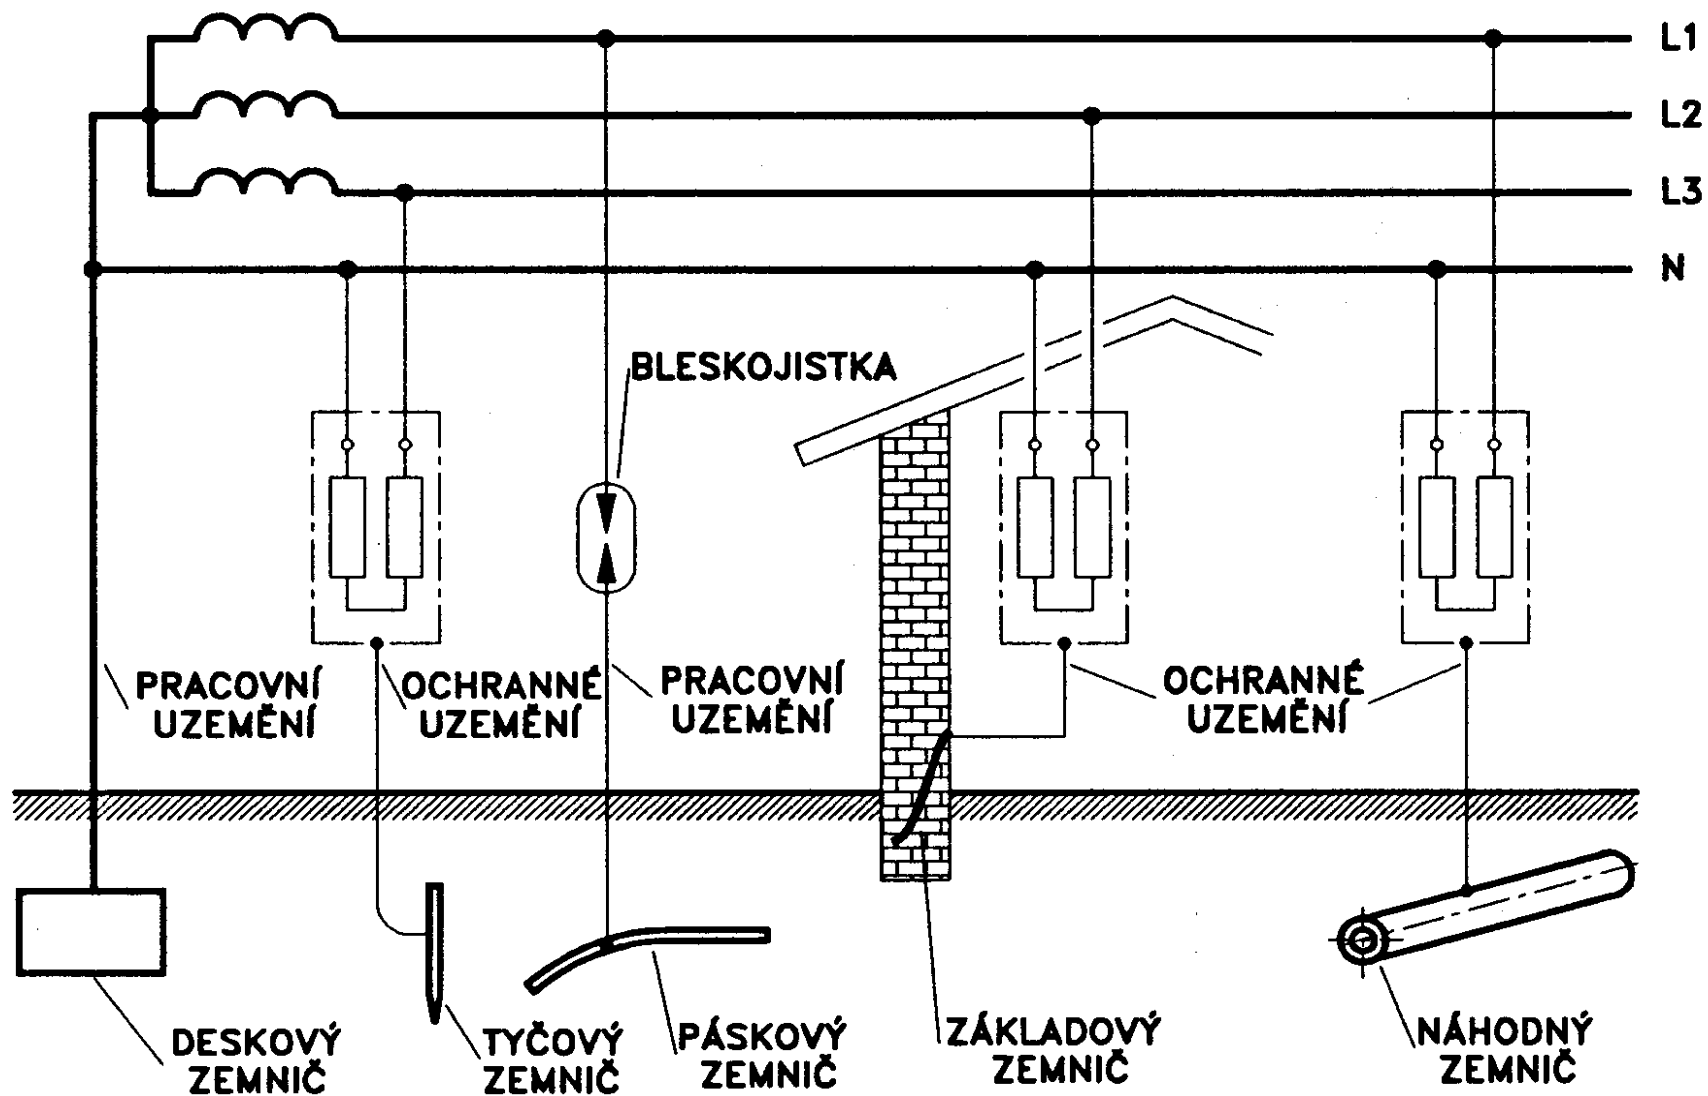 L1
L2
L3
N
BLESKOJISTKA
PRACOVNÍ
UZEMĚNÍ
OCHRANNÉ
UZEMĚNÍ
PRACOVNÍ
UZEMĚNÍ
OCHRANNÉ
UZEMĚNÍ
DESKOVÝ
ZEMNIČ
TYČOVÝ
ZEMNIČ
PÁSKOVÝ
ZEMNIČ
ZÁKLADOVÝ
ZEMNIČ
NÁHODNÝ
ZEMNIČ